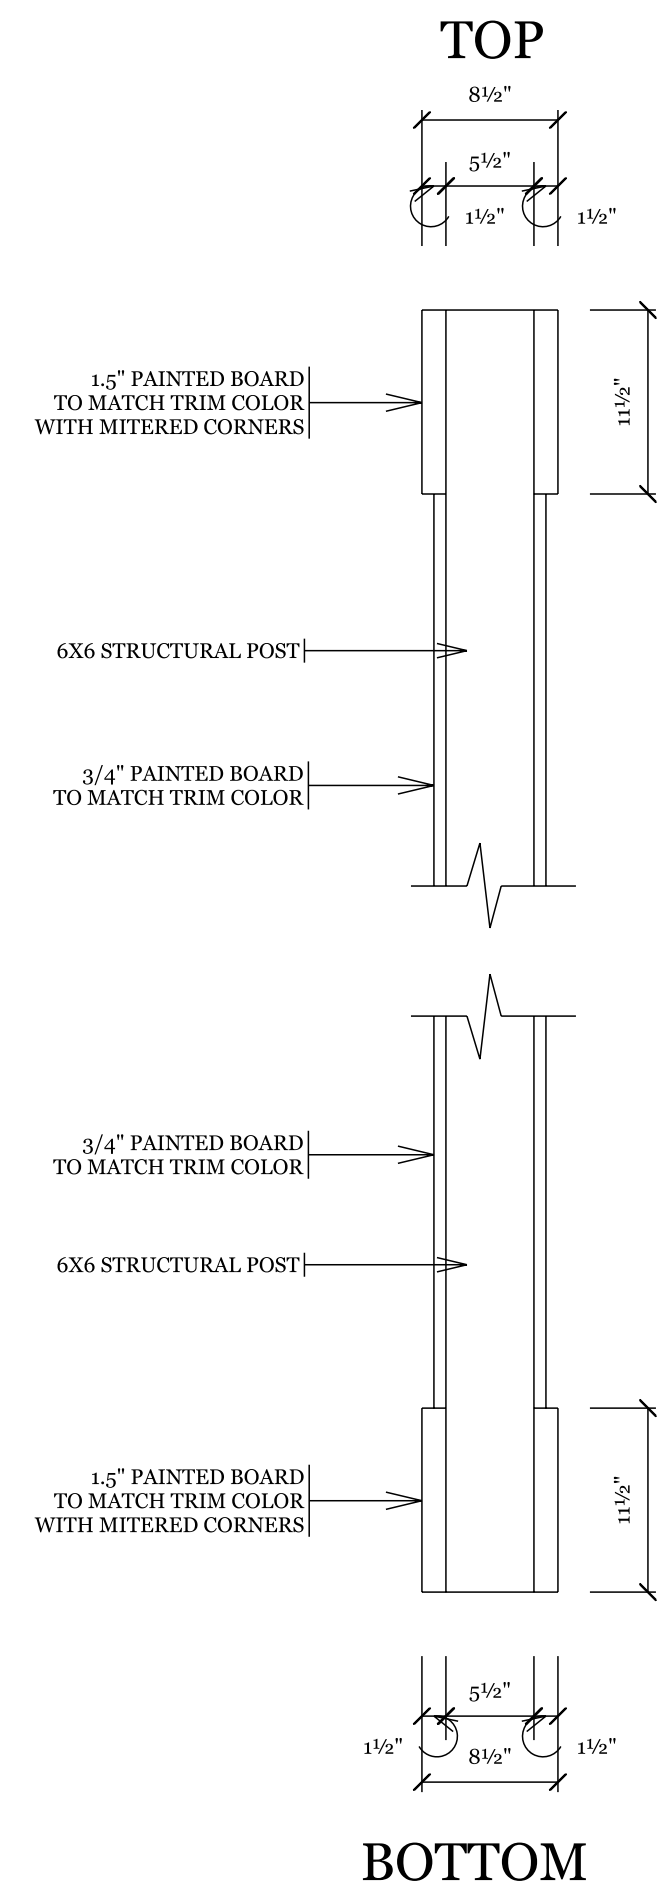 TOP
8½"
5½"
1½" 1½"
1.5" PAINTED BOARD
TO MATCH TRIM COLOR
WITH MITERED CORNERS
11½"
6X6 STRUCTURAL POST
3/4" PAINTED BOARD
TO MATCH TRIM COLOR
3/4" PAINTED BOARD
TO MATCH TRIM COLOR
6X6 STRUCTURAL POST
1.5" PAINTED BOARD
TO MATCH TRIM COLOR
WITH MITERED CORNERS
11½"
5½"
1½" 8½" 1½"
BOTTOM